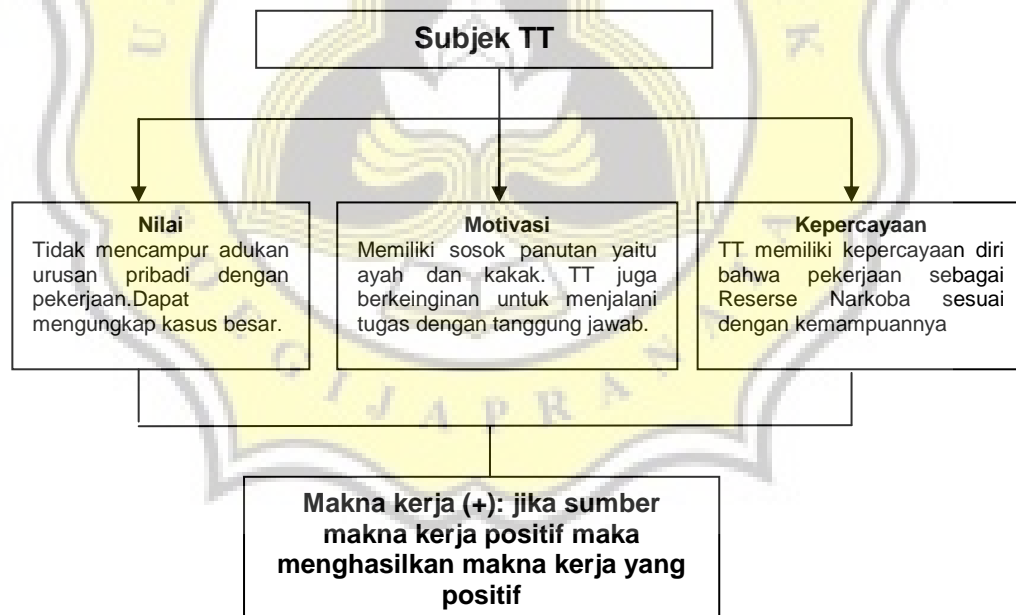 Subjek TT
Nilai
Tidak mencampur adukan
urusan pribadi dengan
pekerjaan.Dapat
mengungkap kasus besar.
Motivasi
Memiliki sosok panutan yaitu
ayah dan kakak. TT juga
berkeinginan untuk menjalani
tugas dengan tanggung jawab.
Kepercayaan
TT memiliki kepercayaan diri
bahwa pekerjaan sebagai
Reserse Narkoba sesuai
dengan kemampuannya
Makna kerja (+): jika sumber
makna kerja positif maka
menghasilkan makna kerja yang
positif